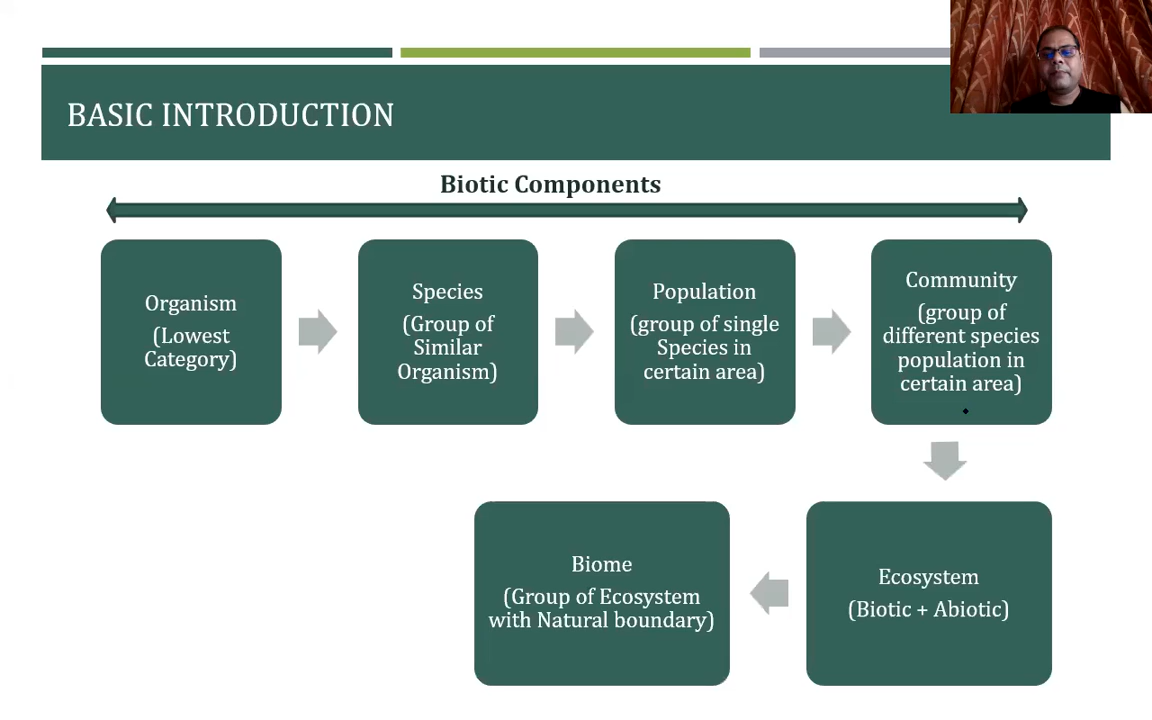 BASIC INTRODUCTION
Biotic Components
Organism
(Lowest
Category)
Species
(Group of
Similar
Organism)
Population
(group of single
Species in
certain area)
Community
(group of
different species
population in
certain area)
Ecosystem
(Biotic + Abiotic)
Biome
(Group of Ecosystem
with Natural boundary)